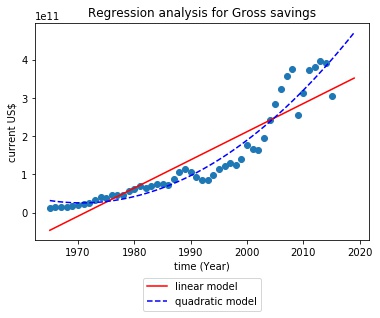 Regression analysis for Gross savings
1e11
4
3
2
1
0
current US$
1970 1980 1990 2000 2010 2020
time (Year)
linear model
quadratic model